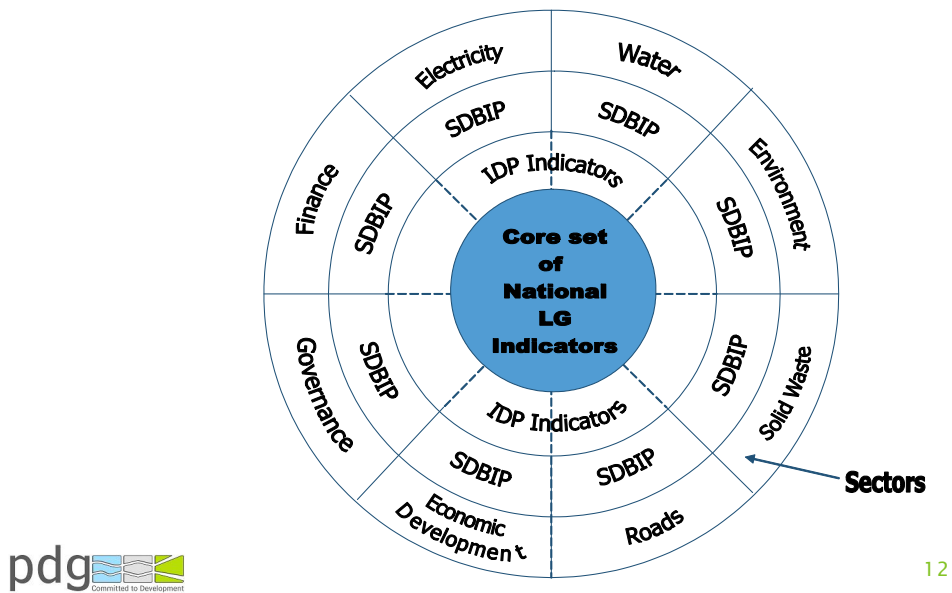 Electricity
Water
Finance
SDBIP
SDBIP
Environment
SDBIP
IDP Indicators
SDBIP
Core set
of
National
LG
Indicators
Governance
SDBIP
IDP Indicators
SDBIP
Solid Waste
SDBIP
SDBIP
Sectors
Economic
Development
Roads
pdg
Committed to Development
12